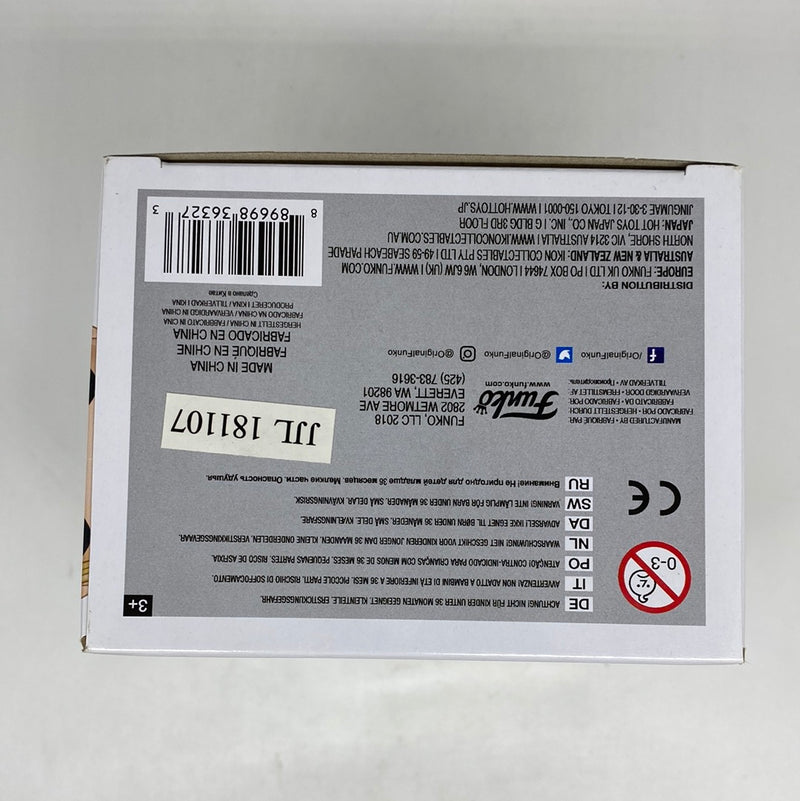 3+
DE ACHTUNG! NICHT FÜR KINDER UNTER 36 MONATEN GEEIGNET. KLEINTEILE. ERSTICKUNGSGEFAHR.
IT AVVERTENZA! NON ADATTO A BAMBINI DI ETÀ INFERIORE 36 MESI. PICCOLE PARTI. RISCHIO DI SOFFOCAMENTO.
PO ATENÇÃO! CONTRA-INDICADO PARA CRIANÇAS COM MENOS DE 36 MESES. PEQUENAS PARTES. RISCO DE ASFIXIA.
NL WAARSCHUWING! NIET GESCHIKT VOOR KINDEREN JONGER DAN 36 MAANDEN. KLEINE ONDERDELEN. VERSTIKKINGSGEVAAR.
DA ADVARSEL! IKKE EGNET TIL BØRN UNDER 36 MÅNEDER. SMÅ DELE. KVÆLNINGSFARE.
SW VARNING! INTE LÄMPLIG FÖR BARN UNDER 36 MÅNADER. SMÅ DELAR. KVÄVNINGSRISK.
RU Внимание! Не пригодно для детей младше 36 месяцев. Мелкие части. Опасность удушья.
0-3
CE
JJL 181107
MANUFACTURED BY • FABRIQUÉ PAR
FABRICADO POR • HERGESTELLT DURCH
FABBRICATO DA • FABRICADO POR
VERVAARDIGD DOOR • FREMSTILLET AF
TILLVERKAD AV • Производитель
Funko
www.funko.com
FUNKO, LLC 2018
2802 WETMORE AVE
EVERETT, WA 98201
(425) 783-3616
f /OriginalFunko
@OriginalFunko
@OriginalFunko
MADE IN CHINA
FABRIQUÉ EN CHINE
FABRICADO EN CHINA
HERGESTELLT IN CHINA / FABBRICATO IN CINA
FABRICADO NA CHINA / VERVAARDIGD IN CHINA
PRODUCERET I KINA / TILLVERKAD I KINA
Сделано в Китае
DISTRIBUTION BY:
EUROPE: FUNKO UK LTD | PO BOX 74644 | LONDON, W6 6JW (UK) | WWW.FUNKO.COM
AUSTRALIA & NEW ZEALAND: IKON COLLECTABLES PTY LTD | 49-59 SEABEACH PARADE
NORTH SHORE, VIC 3214 AUSTRALIA | WWW.IKONCOLLECTABLES.COM.AU
JAPAN: HOT TOYS JAPAN CO, INC. | IG BLDG 3RD FLOOR
JINGUMAE 3-30-12 | TOKYO 150-0001 | WWW.HOTTOYS.JP
8 89698 36327 3